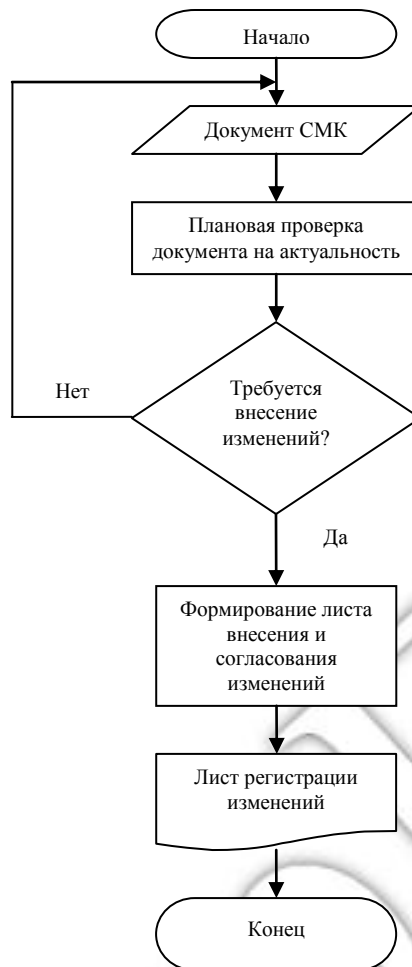 Начало
Документ СМК
Плановая проверка
документа на актуальность
Нет
Требуется
внесение
изменений?
Да
Формирование листа
внесения и
согласования
изменений
Лист регистрации
изменений
Конец